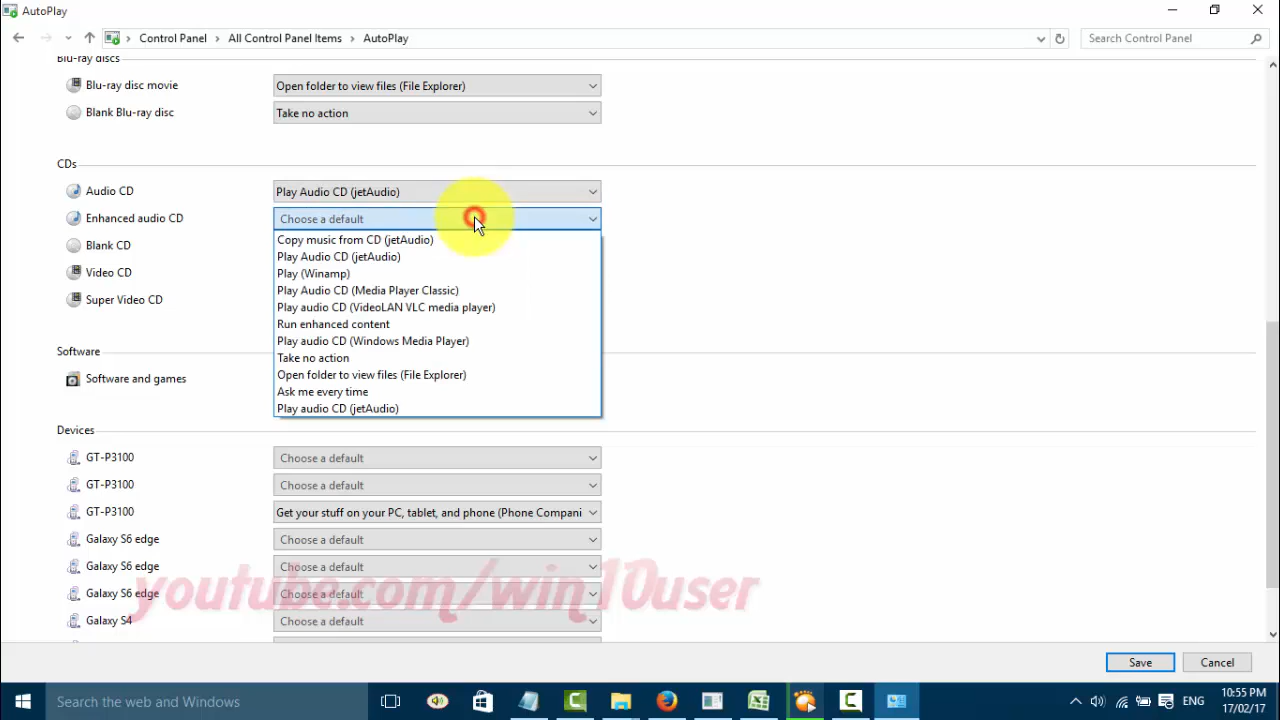 AutoPlay
Control Panel > All Control Panel Items > AutoPlay
Search Control Panel
Blu-ray discs
Blu-ray disc movie
Open folder to view files (File Explorer)
Blank Blu-ray disc
Take no action
CDs
Audio CD
Play Audio CD (jetAudio)
Enhanced audio CD
Choose a default
Copy music from CD (jetAudio)
Play Audio CD (jetAudio)
Play (Winamp)
Play Audio CD (Media Player Classic)
Play audio CD (VideoLAN VLC media player)
Run enhanced content
Play audio CD (Windows Media Player)
Take no action
Open folder to view files (File Explorer)
Ask me every time
Play audio CD (jetAudio)
Blank CD
Video CD
Super Video CD
Software
Software and games
Devices
GT-P3100
Choose a default
GT-P3100
Choose a default
GT-P3100
Get your stuff on your PC, tablet, and phone (Phone Compani
Galaxy S6 edge
Choose a default
Galaxy S6 edge
Choose a default
Galaxy S6 edge
Choose a default
Galaxy S4
Choose a default
youtube.com/win10user
Save
Cancel
Search the web and Windows
ENG
10:55 PM
17/02/17